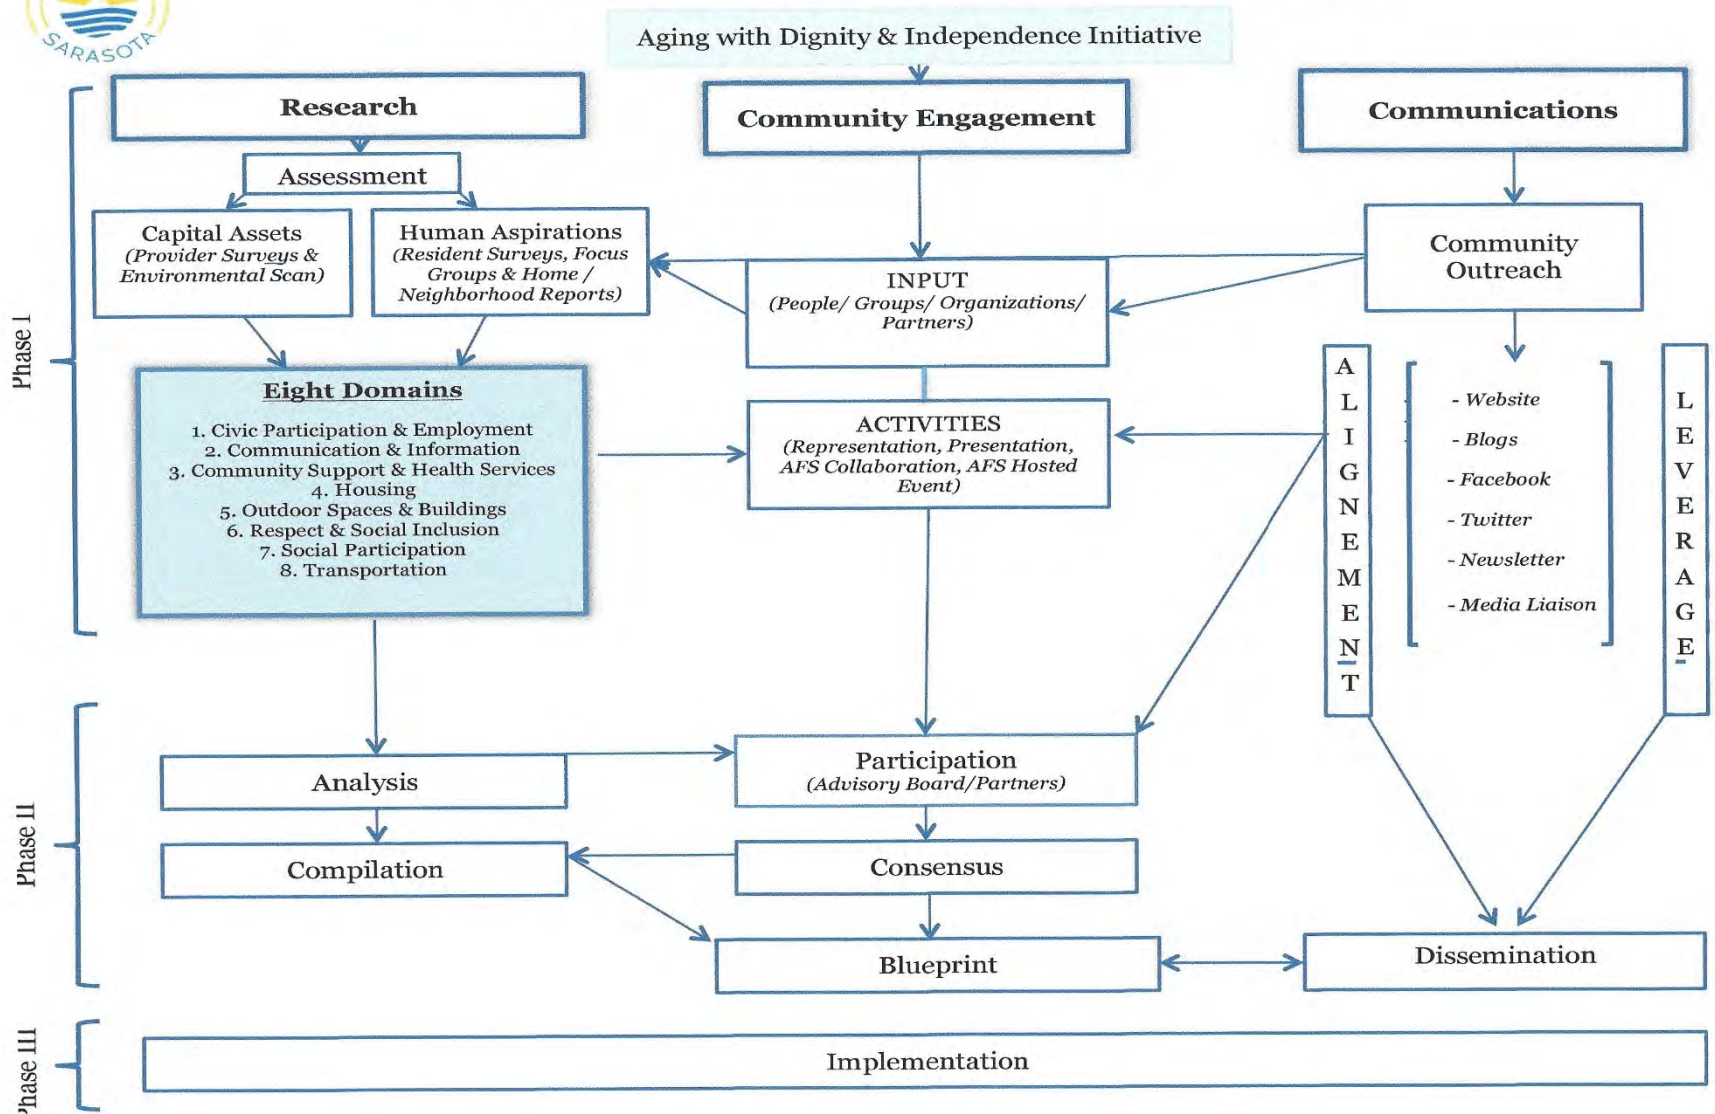 SARASOTA
Aging with Dignity & Independence Initiative
Phase I
Research
Assessment
Capital Assets
(Provider Surveys &
Environmental Scan)
Human Aspirations
(Resident Surveys, Focus
Groups & Home /
Neighborhood Reports)
Eight Domains
1. Civic Participation & Employment
2. Communication & Information
3. Community Support & Health Services
4. Housing
5. Outdoor Spaces & Buildings
6. Respect & Social Inclusion
7. Social Participation
8. Transportation
Community Engagement
INPUT
(People/ Groups/ Organizations/
Partners)
ACTIVITIES
(Representation, Presentation,
AFS Collaboration, AFS Hosted
Event)
Communications
Community
Outreach
ALIGNEMENT
- Website
- Blogs
- Facebook
- Twitter
- Newsletter
- Media Liaison
LEVERAGE
Phase II
Analysis
Compilation
Participation
(Advisory Board/Partners)
Consensus
Blueprint
Dissemination
Phase III
Implementation